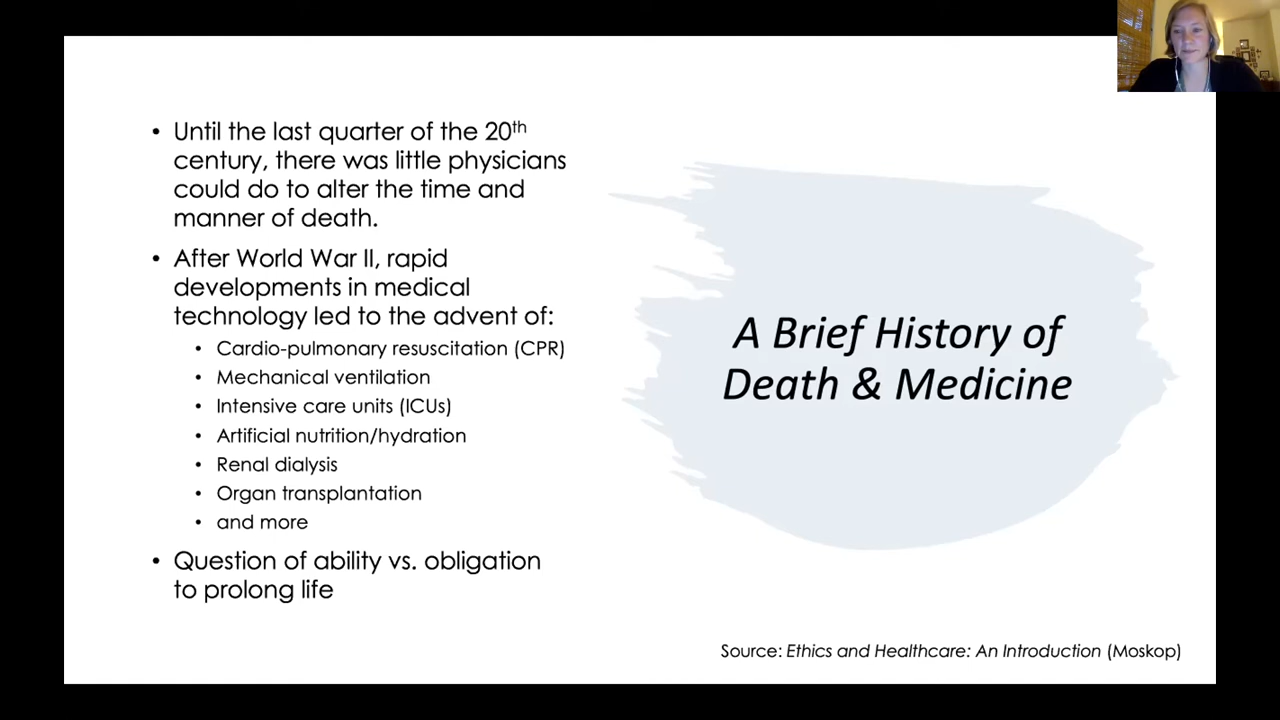 • Until the last quarter of the 20th
century, there was little physicians
could do to alter the time and
manner of death.
• After World War II, rapid
developments in medical
technology led to the advent of:
• Cardio-pulmonary resuscitation (CPR)
• Mechanical ventilation
• Intensive care units (ICUs)
• Artificial nutrition/hydration
• Renal dialysis
• Organ transplantation
• and more
• Question of ability vs. obligation
to prolong life
A Brief History of
Death & Medicine
Source: Ethics and Healthcare: An Introduction (Moskop)